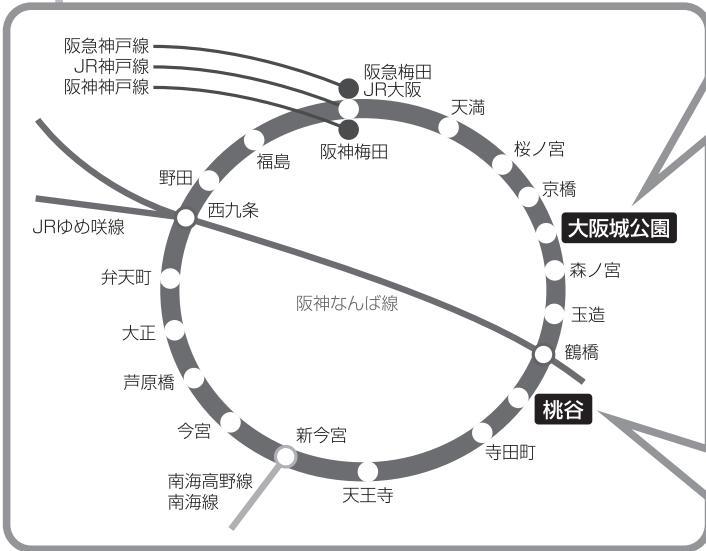 阪急神戸線
JR神戸線
阪神神戸線
阪急梅田
JR大阪
阪神梅田
天満
桜ノ宮
京橋
大阪城公園
森ノ宮
玉造
鶴橋
桃谷
寺田町
天王寺
新今宮
南海高野線
南海線
今宮
芦原橋
大正
弁天町
西九条
JRゆめ咲線
野田
福島
阪神なんば線